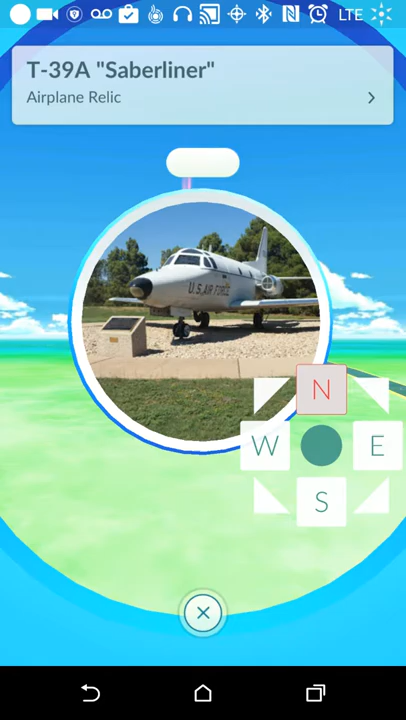 LTE
T-39A "Saberliner"
Airplane Relic
U.S. AIR FORCE
N
W
E
S